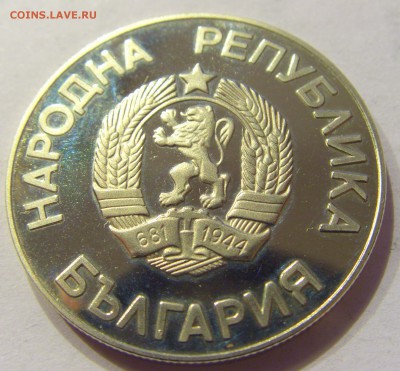 COINS.LAVE.RU
НАРОДНА РЕПУБЛИКА
681 1944
БЪЛГАРИЯ